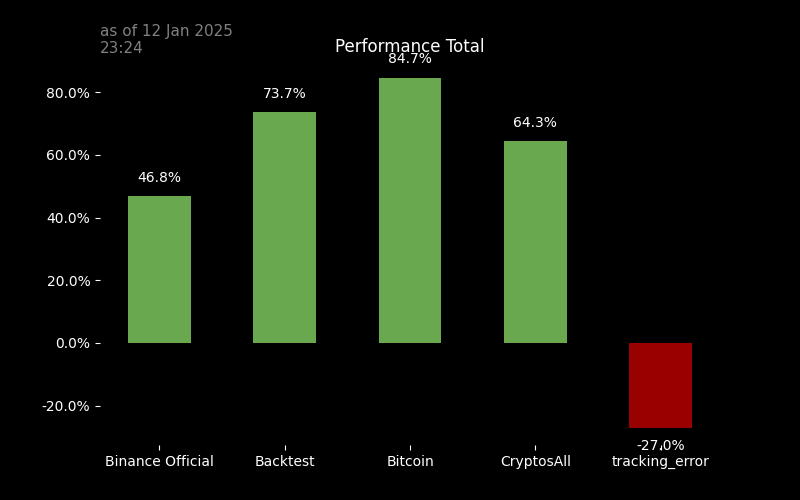 as of 12 Jan 2025
23:24
Performance Total
84.7%
80.0%
73.7%
64.3%
60.0%
46.8%
40.0%
20.0%
0.0%
-20.0%
-27.0%
Binance Official
Backtest
Bitcoin
CryptosAll
tracking_error